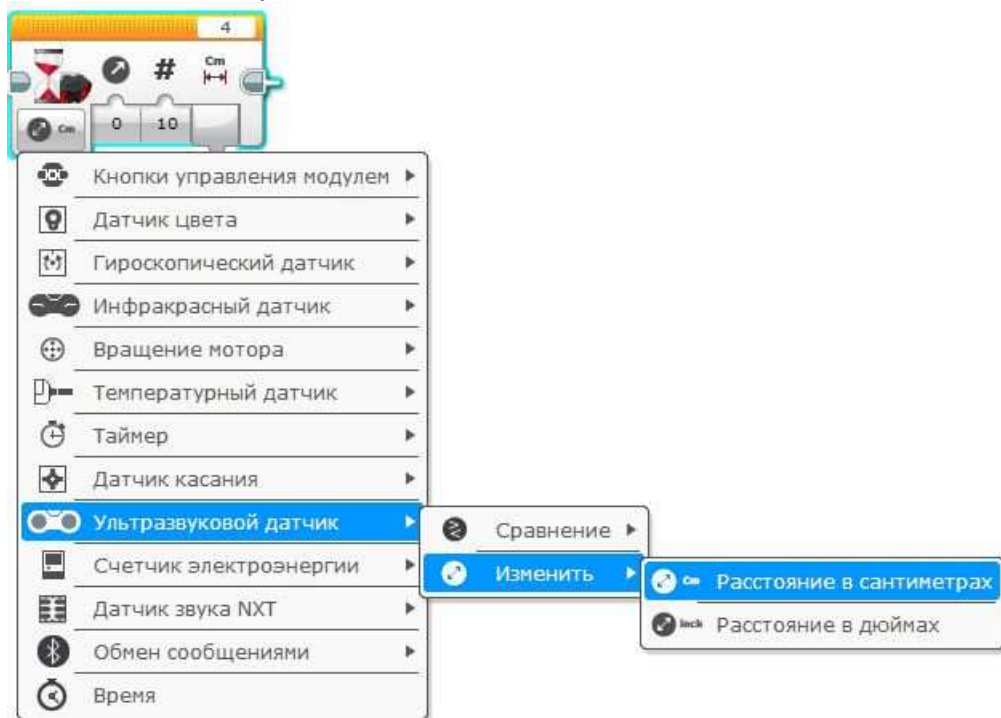 4
# Cm
Cm 0 10
Кнопки управления модулем
Датчик цвета
Гироскопический датчик
Инфракрасный датчик
Вращение мотора
Температурный датчик
Таймер
Датчик касания
Ультразвуковой датчик
Сравнение
Счетчик электроэнергии
Изменить
Cm Расстояние в сантиметрах
Датчик звука NXT
Расстояние в дюймах
Обмен сообщениями
Время